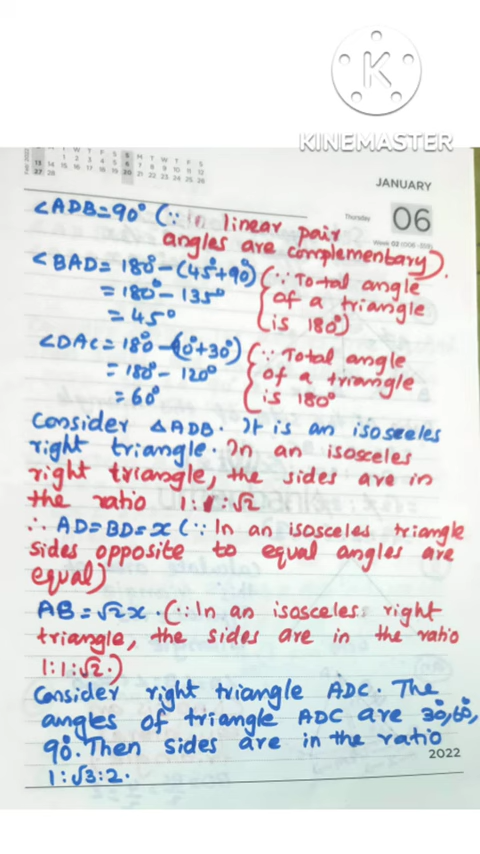 KINEMASTER
JANUARY
Thursday
06
∠ADB=90° (∵ In linear pair
angles are complementary).
∠BAD = 180° - (45°+90°) (∵ Total angle
= 180° - 135° of a triangle
= 45° is 180°)
∠DAC = 180° - (90°+30°) (∵ Total angle
= 180° - 120° of a triangle
= 60° is 180°
Consider △ADB. It is an isosceles
right triangle. In an isosceles
right triangle, the sides are in
the ratio 1:1:√2
∴ AD=BD=x (∵ In an isosceles triangle
sides opposite to equal angles are
equal)
AB = √2x. (∵ In an isosceles right
triangle, the sides are in the ratio
1:1:√2.)
Consider right triangle ADC. The
angles of triangle ADC are 30°, 60°,
90°. Then sides are in the ratio
2022
1:√3:2.